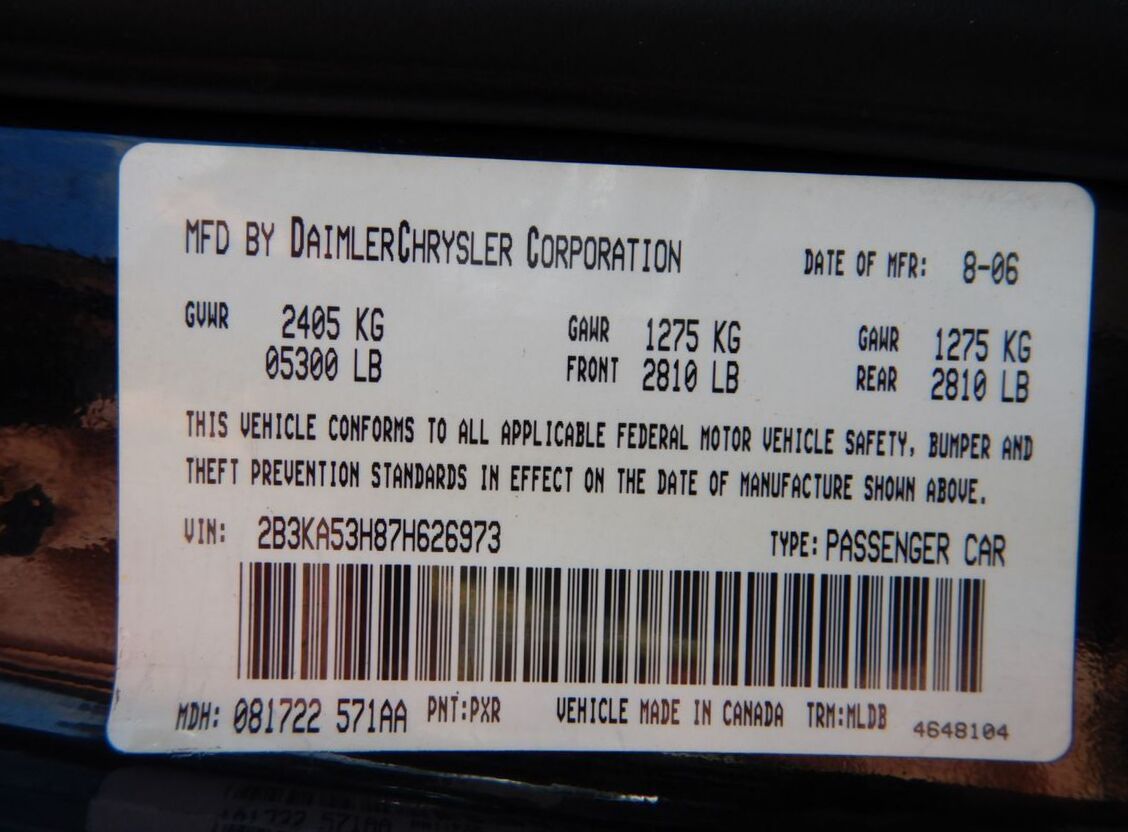 MFD BY DAIMLERCHRYSLER CORPORATION DATE OF MFR: 8-06
GVWR 2405 KG GAWR 1275 KG GAWR 1275 KG
05300 LB FRONT 2810 LB REAR 2810 LB
THIS VEHICLE CONFORMS TO ALL APPLICABLE FEDERAL MOTOR VEHICLE SAFETY, BUMPER AND
THEFT PREVENTION STANDARDS IN EFFECT ON THE DATE OF MANUFACTURE SHOWN ABOVE.
VIN: 2B3KA53H87H626973 TYPE: PASSENGER CAR
MDH: 081722 571AA PNT:PXR VEHICLE MADE IN CANADA TRM:MLDB 4648104